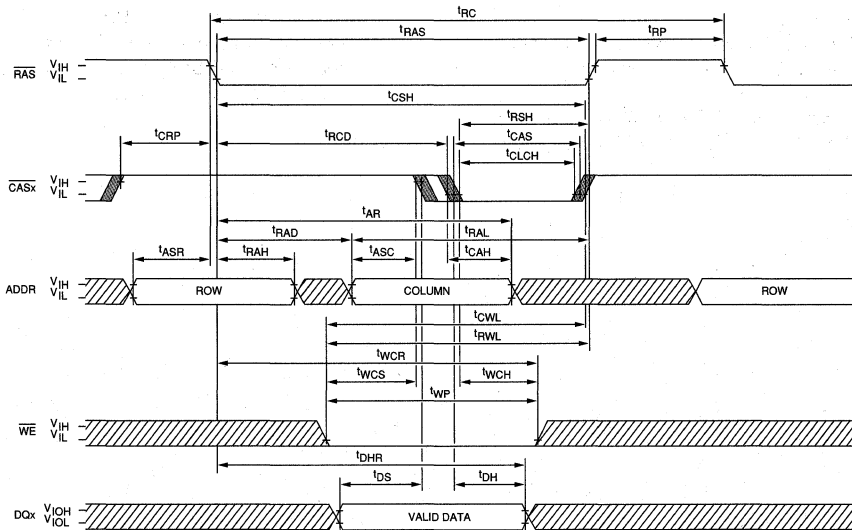 tRC
tRAS
tRP
RAS VIH
VIL
tCSH
tRSH
tCRP
tRCD
tCAS
tCLCH
CASx VIH
VIL
tAR
tRAD
tRAL
tASR
tRAH
tASC
tCAH
ADDR VIH
VIL
ROW
COLUMN
ROW
tCWL
tRWL
tWCR
tWCS
tWCH
tWP
WE VIH
VIL
tDHR
tDS
tDH
DQx VIOH
VIOL
VALID DATA